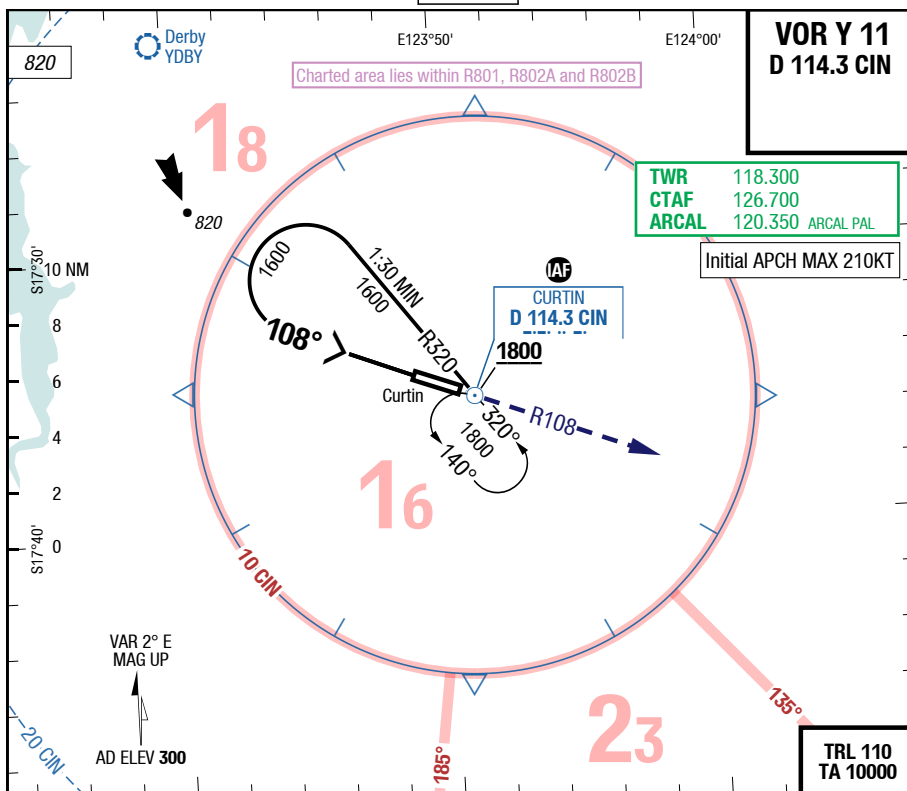 820
Derby
YDBY
E123°50'
E124°00'
VOR Y 11
D 114.3 CIN
Charted area lies within R801, R802A and R802B
18
TWR 118.300
CTAF 126.700
ARCAL 120.350 ARCAL PAL
820
Initial APCH MAX 210KT
S17°30'
10 NM
8
6
4
2
0
S17°40'
1600
1:30 MIN
1600
R320
108°
IAF
CURTIN
D 114.3 CIN
1800
Curtin
R108
320°
1800
140°
16
10 CIN
VAR 2° E
MAG UP
AD ELEV 300
20 CIN
185°
23
135°
TRL 110
TA 10000